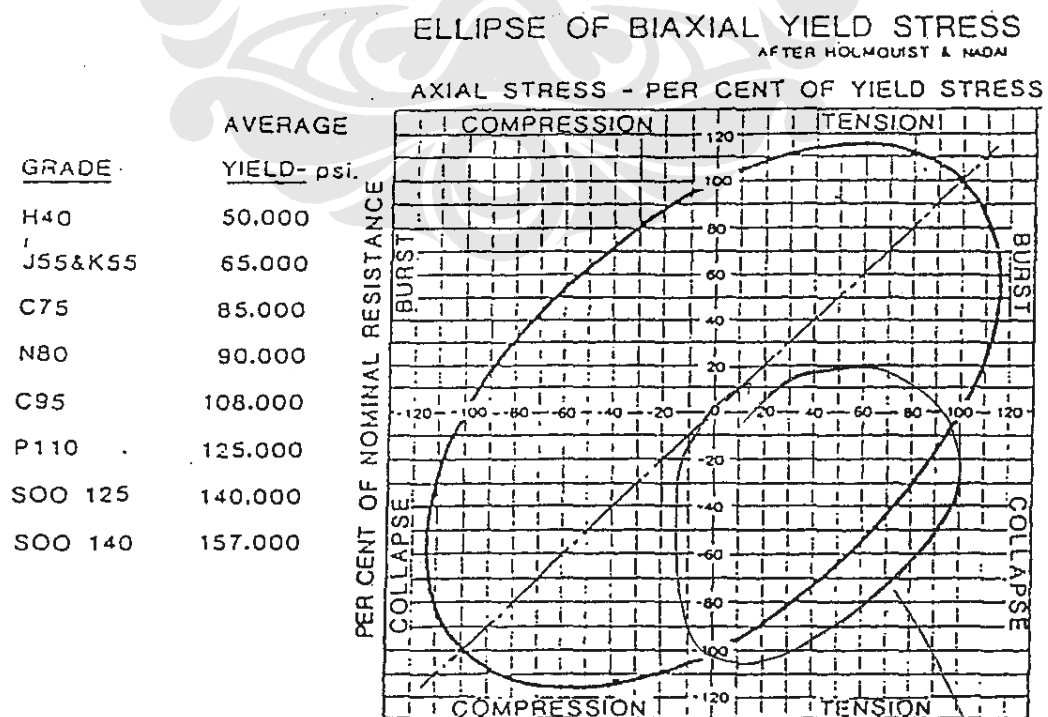 ELLIPSE OF BIAXIAL YIELD STRESS
AFTER HOLMQUIST & NADAI
AXIAL STRESS - PER CENT OF YIELD STRESS
AVERAGE
GRADE YIELD- psi.
H40 50,000
J55&K55 65.000
C75 85.000
N80 90.000
C95 108.000
P110 125.000
SOO 125 140,000
SOO 140 157.000
COMPRESSION TENSION
PER CENT OF NOMINAL RESISTANCE
BURST
COLLAPSE
BURST
COLLAPSE
120
100
80
60
40
20
-120 -100 -80 -60 -40 -20 0 20 40 60 80 100 120
-20
-40
-60
-80
100
-120
COMPRESSION TENSION